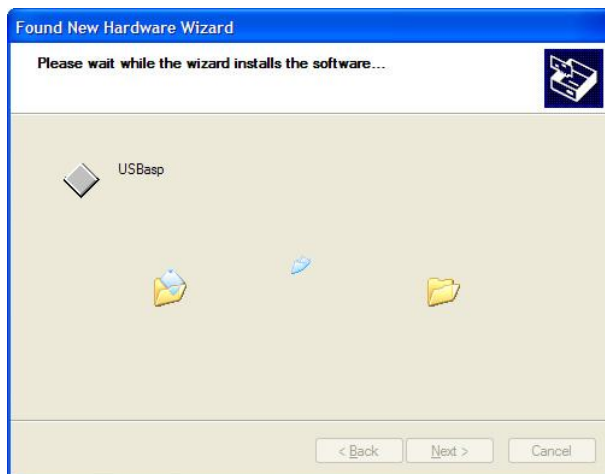 Found New Hardware Wizard
Please wait while the wizard installs the software...
USBasp
< Back
Next >
Cancel